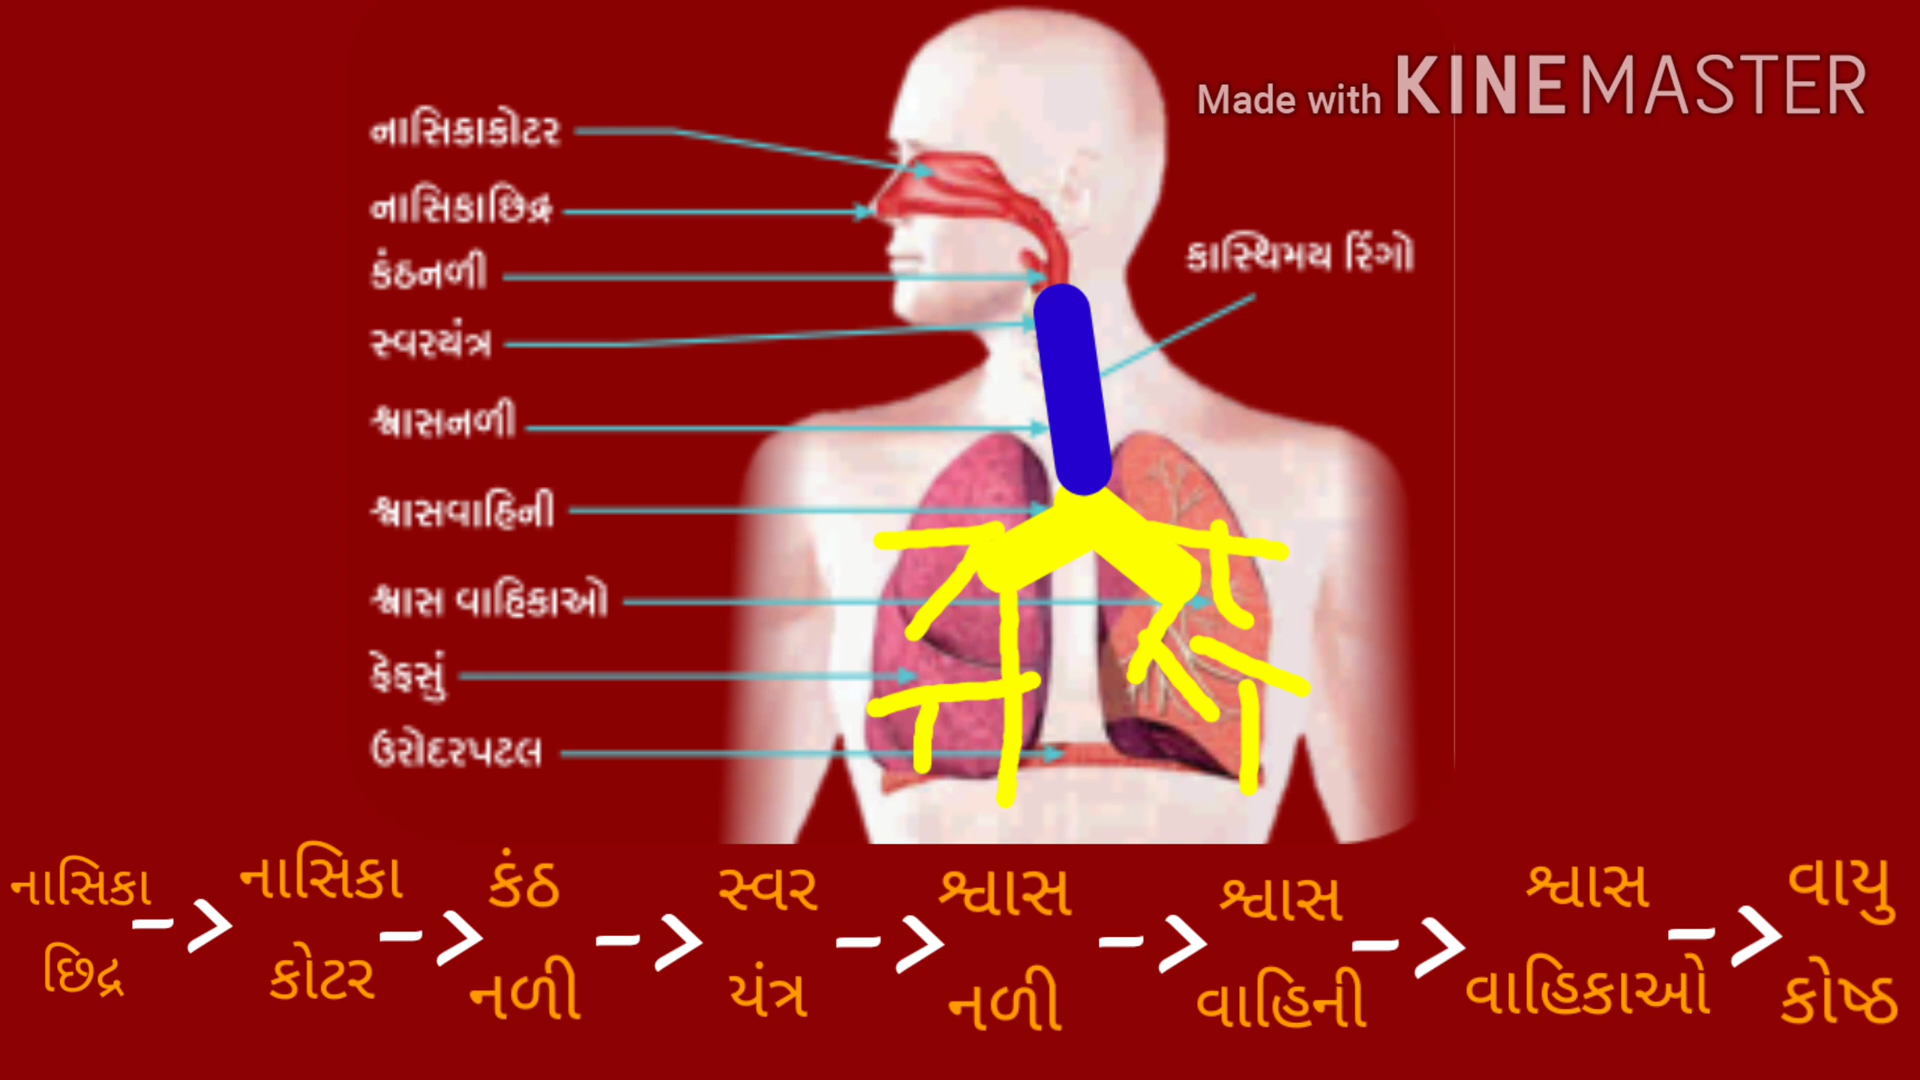 Made with KINEMASTER
નાસિકાકોટર
નાસિકાછિદ્ર
કંઠનળી
સ્વરયંત્ર
શ્વાસનળી
શ્વાસવાહિની
શ્વાસ વાહિકાઓ
ફેફસું
ઉરોદરપટલ
કાસ્થિમય રિંગો
નાસિકા છિદ્ર -> નાસિકા કોટર -> કંઠ નળી -> સ્વર યંત્ર -> શ્વાસ નળી -> શ્વાસ વાહિની -> શ્વાસ વાહિકાઓ -> વાયુ કોષ્ઠ